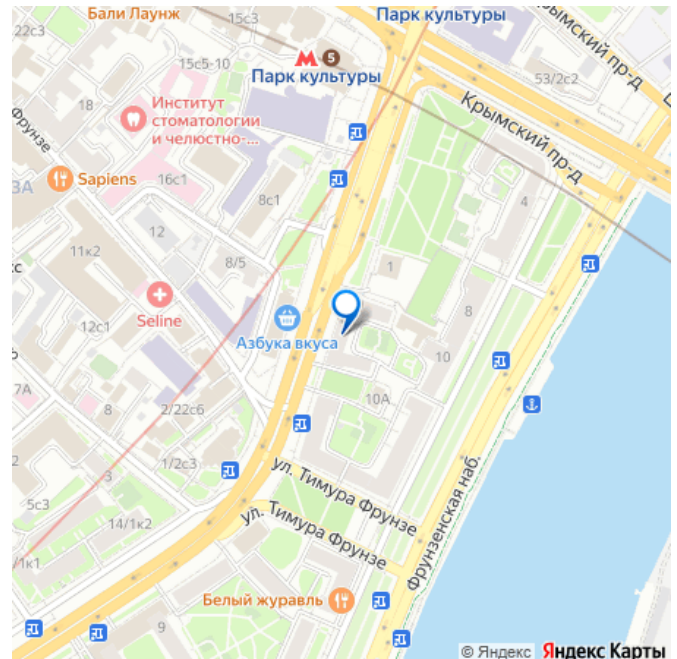 22с3
Бали Лаунж
15с3
Парк культуры
Крымский пр-д
15с5-10
5
Парк культуры
53/2с2
18
Институт
стоматологии
и челюстно-...
Фрунзе
Крымский пр-д
3А
Sapiens
16с1
8с1
4
12
11к2
8/5
1
Seline
8
12с1
Азбука вкуса
10
7А
8
2/22с6
10А
2
1/2с3
3
5с3
ул. Тимура Фрунзе
14/1к2
ул. Тимура Фрунзе
Фрунзенская наб.
/1к1
Белый журавль
9
© Яндекс Яндекс Карты